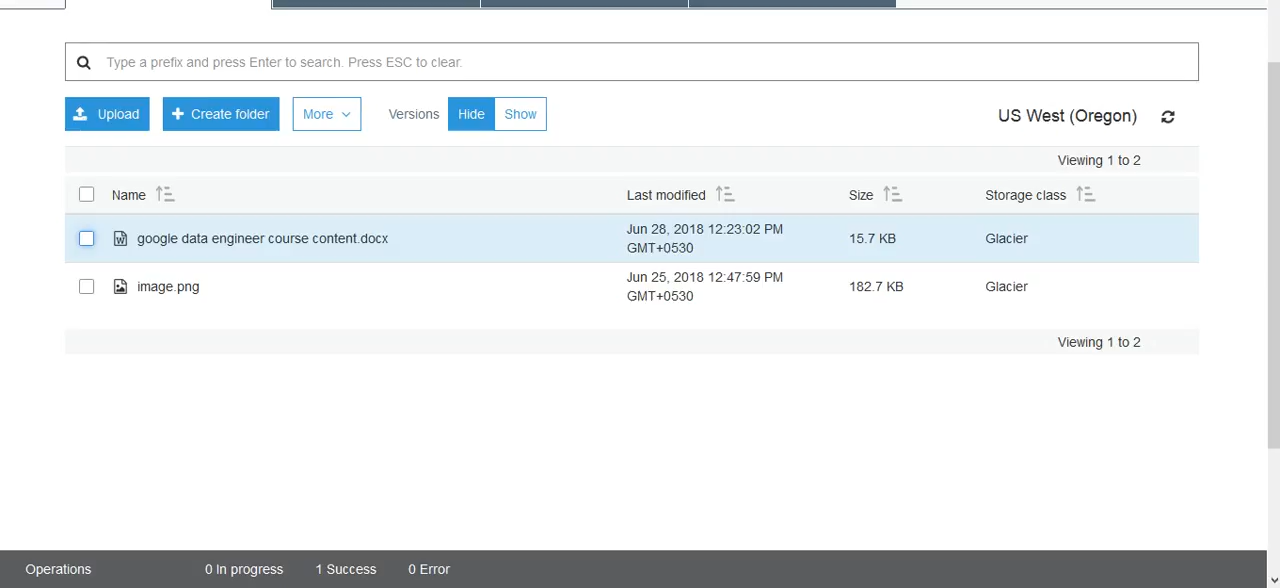 Type a prefix and press Enter to search. Press ESC to clear.
Upload Create folder More Versions Hide Show US West (Oregon)
Viewing 1 to 2
Name Last modified Size Storage class
google data engineer course content.docx Jun 28, 2018 12:23:02 PM GMT+0530 15.7 KB Glacier
image.png Jun 25, 2018 12:47:59 PM GMT+0530 182.7 KB Glacier
Viewing 1 to 2
Operations 0 In progress 1 Success 0 Error